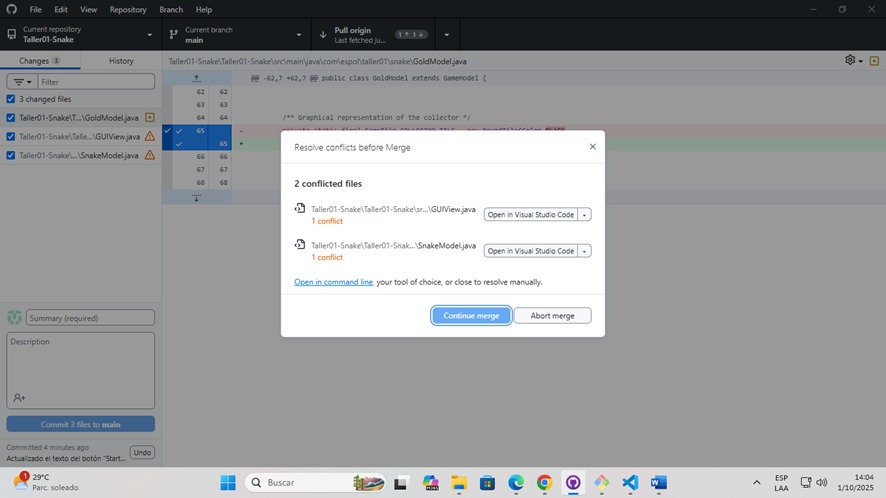 File Edit View Repository Branch Help
Current repository
Taller01-Snake
Current branch
main
Pull origin
Last fetched ju...
1 ↑ 1 ↓
Changes 3
History
Taller01-Snake\Taller01-Snake\src\main\java\com\espol\taller01\snake\GoldModel.java
Filter
3 changed files
Taller01-Snake\T...\GoldModel.java
Taller01-Snake\Talle...\GUIView.java
Taller01-Snake\...\SnakeModel.java
@@ -62,7 +62,7 @@ public class GoldModel extends GameModel {
62 62
63 63
64 64 /** Graphical representation of the collector */
65 -
65 +
66 66
67 67
68 68
Resolve conflicts before Merge
2 conflicted files
Taller01-Snake\Taller01-Snake\sr...\GUIView.java
1 conflict
Open in Visual Studio Code
Taller01-Snake\Taller01-Snak...\SnakeModel.java
1 conflict
Open in Visual Studio Code
Open in command line, your tool of choice, or close to resolve manually.
Continue merge
Abort merge
Summary (required)
Description
Commit 3 files to main
Committed 4 minutes ago
Actualizado el texto del botón "Start...
Undo
1
29°C
Parc. soleado
Buscar
ESP
LAA
14:04
1/10/2025